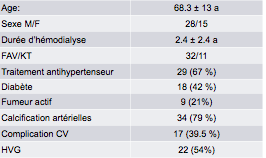 Age: 68.3 ± 13 a
Sexe M/F 28/15
Durée d'hémodialyse 2.4 ± 2.4 a
FAV/KT 32/11
Traitement antihypertenseur 29 (67 %)
Diabète 18 (42 %)
Fumeur actif 9 (21%)
Calcification artérielles 34 (79 %)
Complication CV 17 (39.5 %)
HVG 22 (54%)